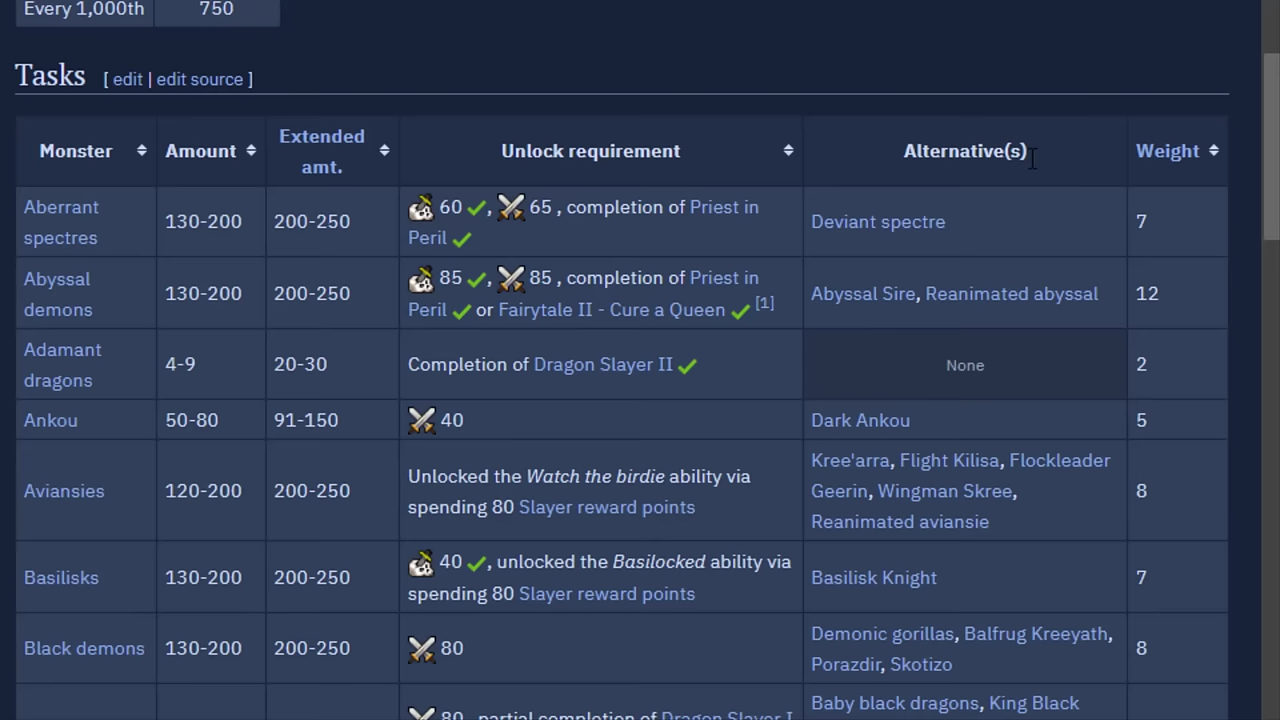 Every 1,000th 750
Tasks [ edit | edit source ]
Monster Amount Extended amt. Unlock requirement Alternative(s) Weight
Aberrant spectres 130-200 200-250 60 ✓, 65 , completion of Priest in Peril ✓ Deviant spectre 7
Abyssal demons 130-200 200-250 85 ✓, 85 , completion of Priest in Peril ✓ or Fairytale II - Cure a Queen ✓ [1] Abyssal Sire, Reanimated abyssal 12
Adamant dragons 4-9 20-30 Completion of Dragon Slayer II ✓ None 2
Ankou 50-80 91-150 40 Dark Ankou 5
Aviansies 120-200 200-250 Unlocked the Watch the birdie ability via spending 80 Slayer reward points Kree'arra, Flight Kilisa, Flockleader Geerin, Wingman Skree, Reanimated aviansie 8
Basilisks 130-200 200-250 40 ✓, unlocked the Basilocked ability via spending 80 Slayer reward points Basilisk Knight 7
Black demons 130-200 200-250 80 Demonic gorillas, Balfrug Kreeyath, Porazdir, Skotizo 8
80 , partial completion of Dragon Slayer I Baby black dragons, King Black